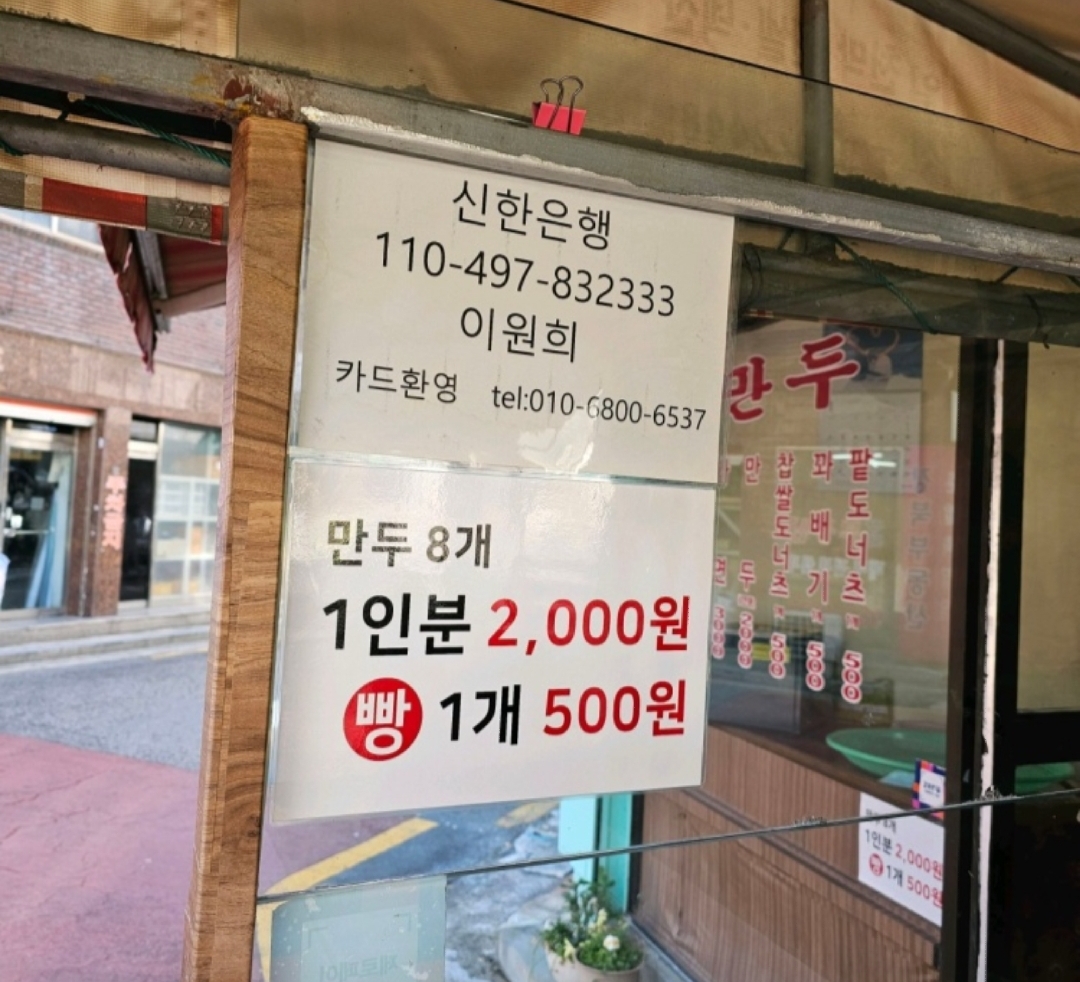 신한은행
110-497-832333
이원희
카드환영 tel:010-6800-6537
만두 8개
1인분 2,000원
빵 1개 500원
만두
팥도너츠 500
꽈배기 500
찹쌀도너츠 500
만두
1인분 2,000원
빵 1개 500원